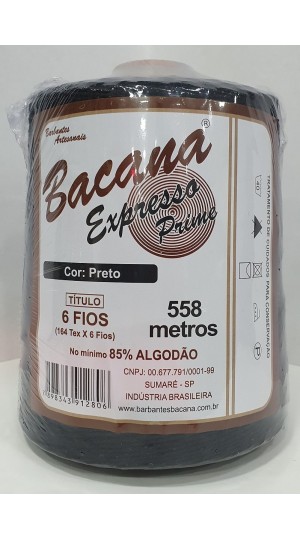 Barbantes
Artesanais
Bacana®
Expresso
Prime
Cor: Preto
TÍTULO
6 FIOS
(164 Tex X 6 Fios)
558
metros
No mínimo 85% ALGODÃO
CNPJ: 00.677.791/0001-99
SUMARÉ - SP
INDÚSTRIA BRASILEIRA
www.barbantesbacana.com.br
7898343912806
TRATAMENTO DE CUIDADOS PARA CONSERVAÇÃO
40°
P